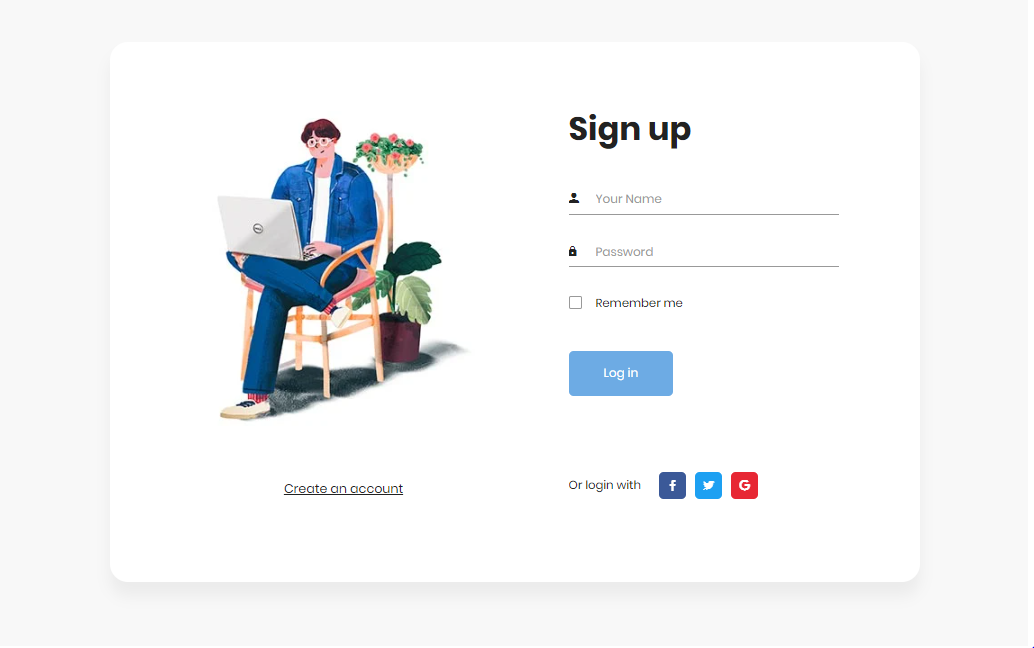 Sign up
Your Name
Password
Remember me
Log in
Create an account
Or login with